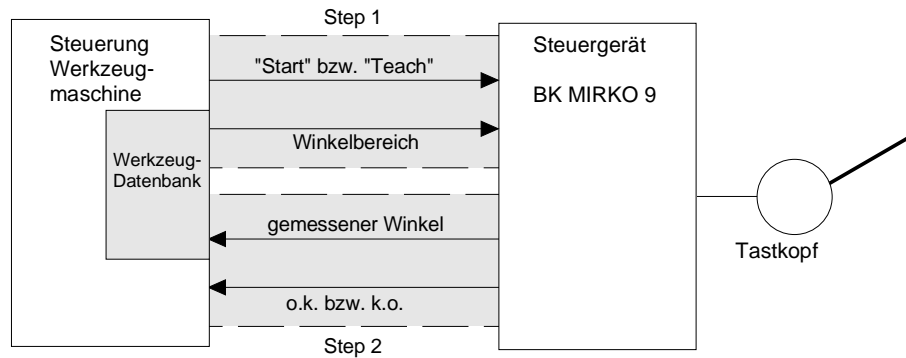 Step 1
Steuerung
Werkzeug-
maschine
"Start" bzw. "Teach"
Winkelbereich
Werkzeug-
Datenbank
gemessener Winkel
o.k. bzw. k.o.
Step 2
Steuergerät
BK MIRKO 9
Tastkopf